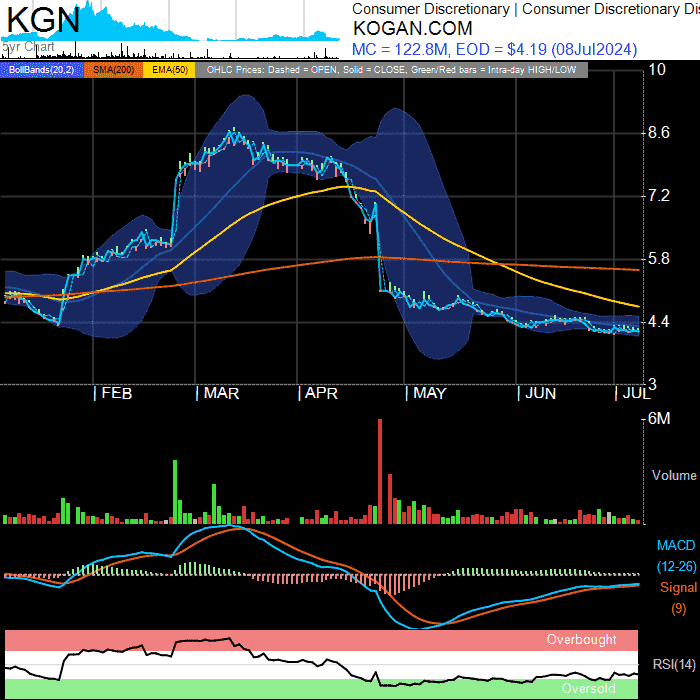 KGN
5yr Chart
Consumer Discretionary | Consumer Discretionary Dis
KOGAN.COM
MC = 122.8M, EOD = $4.19 (08Jul2024)
BollBands(20,2) SMA(200) EMA(50) OHLC Prices: Dashed = OPEN, Solid = CLOSE, Green/Red bars = Intra-day HIGH/LOW
10
8.6
7.2
5.8
4.4
3
| FEB | MAR | APR | MAY | JUN | JUL
6M
Volume
MACD
(12-26)
Signal
(9)
Overbought
RSI(14)
Oversold